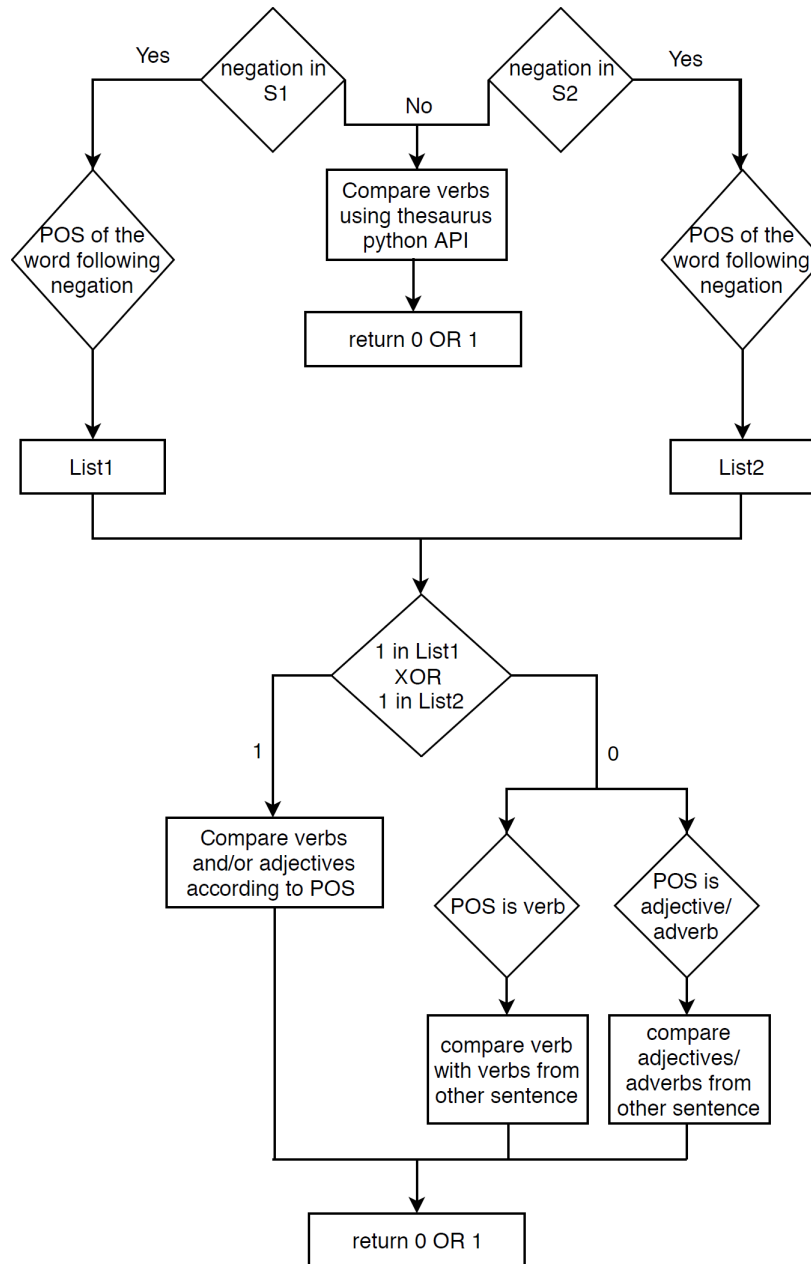 Yes
negation in
S1
No
negation in
S2
Yes
POS of the
word following
negation
Compare verbs
using thesaurus
python API
POS of the
word following
negation
return 0 OR 1
List1
List2
1 in List1
XOR
1 in List2
1
0
Compare verbs
and/or adjectives
according to POS
POS is verb
POS is
adjective/
adverb
compare verb
with verbs from
other sentence
compare
adjectives/
adverbs from
other sentence
return 0 OR 1